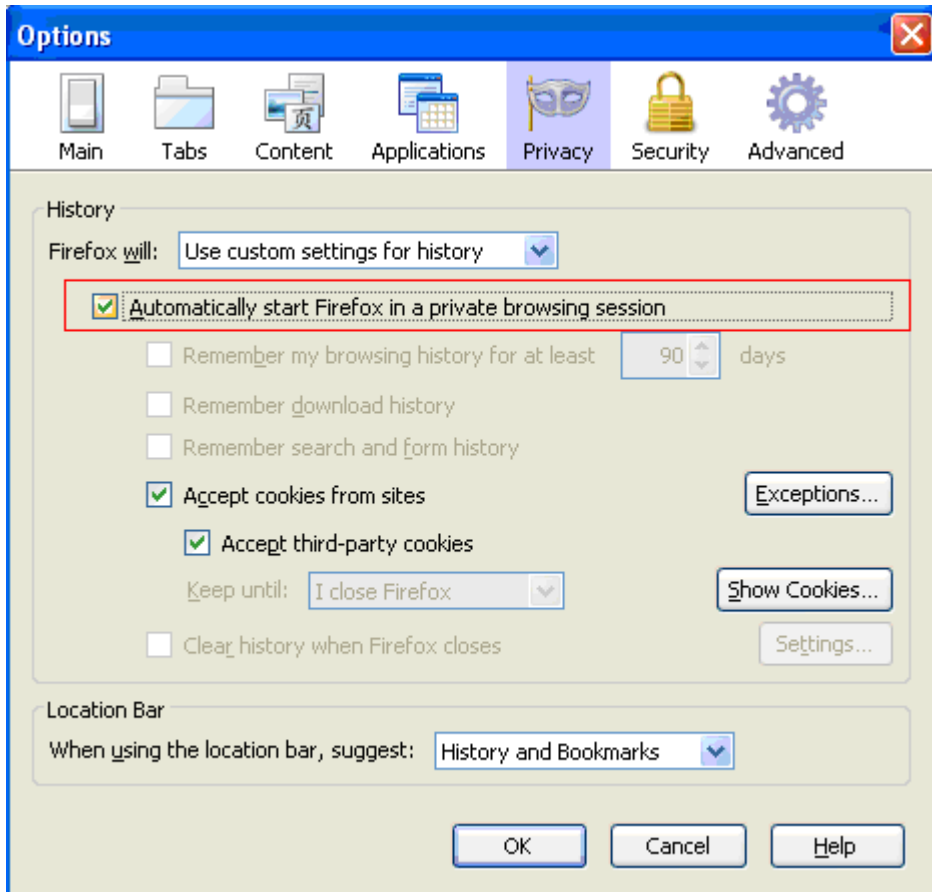 Options
页
Main Tabs Content Applications Privacy Security Advanced
History
Firefox will: Use custom settings for history
Automatically start Firefox in a private browsing session
Remember my browsing history for at least 90 days
Remember download history
Remember search and form history
Accept cookies from sites Exceptions...
Accept third-party cookies
Keep until: I close Firefox Show Cookies...
Clear history when Firefox closes Settings...
Location Bar
When using the location bar, suggest: History and Bookmarks
OK Cancel Help